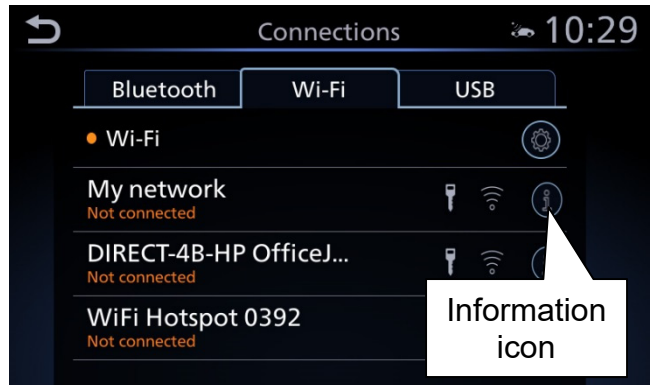 Connections 10:29
Bluetooth Wi-Fi USB
Wi-Fi
My network
Not connected
DIRECT-4B-HP OfficeJ...
Not connected
WiFi Hotspot 0392
Not connected
Information
icon